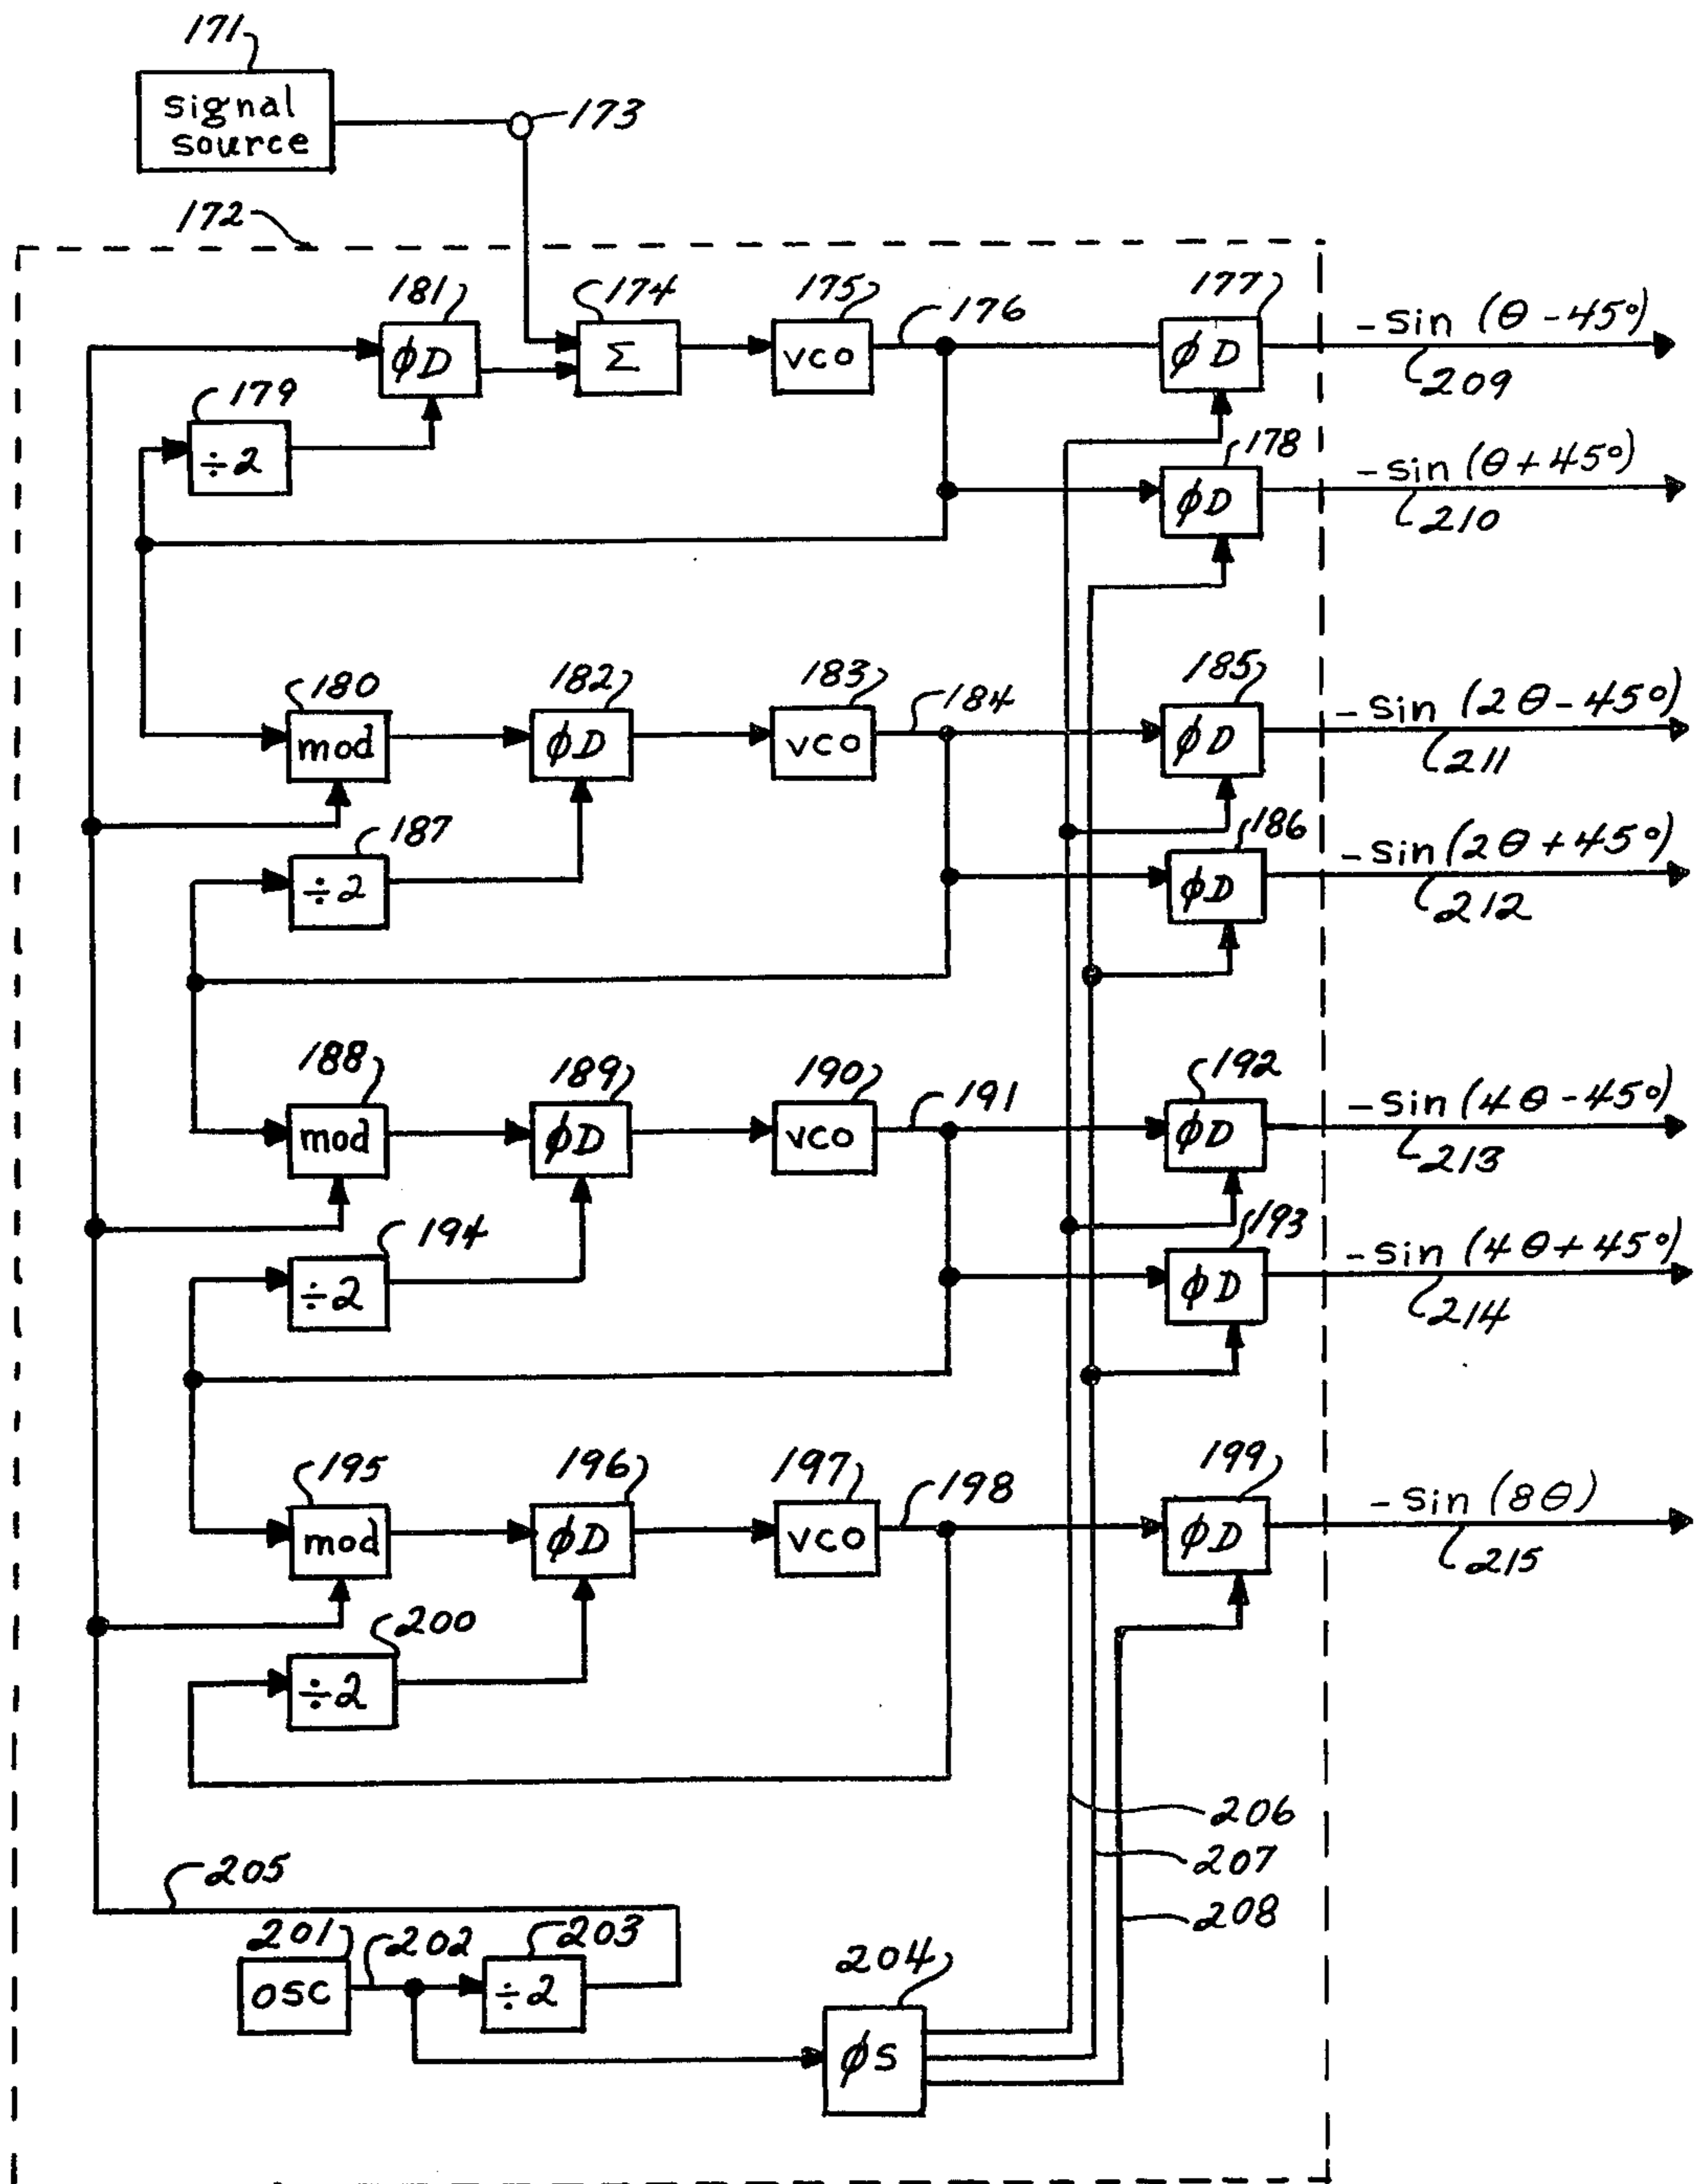 171
signal
source
173
172
181
174
175
176
177
ϕD
Σ
vco
ϕD
-sin (θ-45°)
209
179
÷2
178
ϕD
-sin (θ+45°)
210
180
182
183
184
185
mod
ϕD
vco
ϕD
-sin (2θ-45°)
211
187
÷2
186
ϕD
-sin (2θ+45°)
212
188
189
190
191
192
mod
ϕD
vco
ϕD
-sin (4θ-45°)
213
194
÷2
193
ϕD
-sin (4θ+45°)
214
195
196
197
198
199
mod
ϕD
vco
ϕD
-sin (8θ)
215
200
÷2
206
207
208
205
201
202
203
204
osc
÷2
ϕS